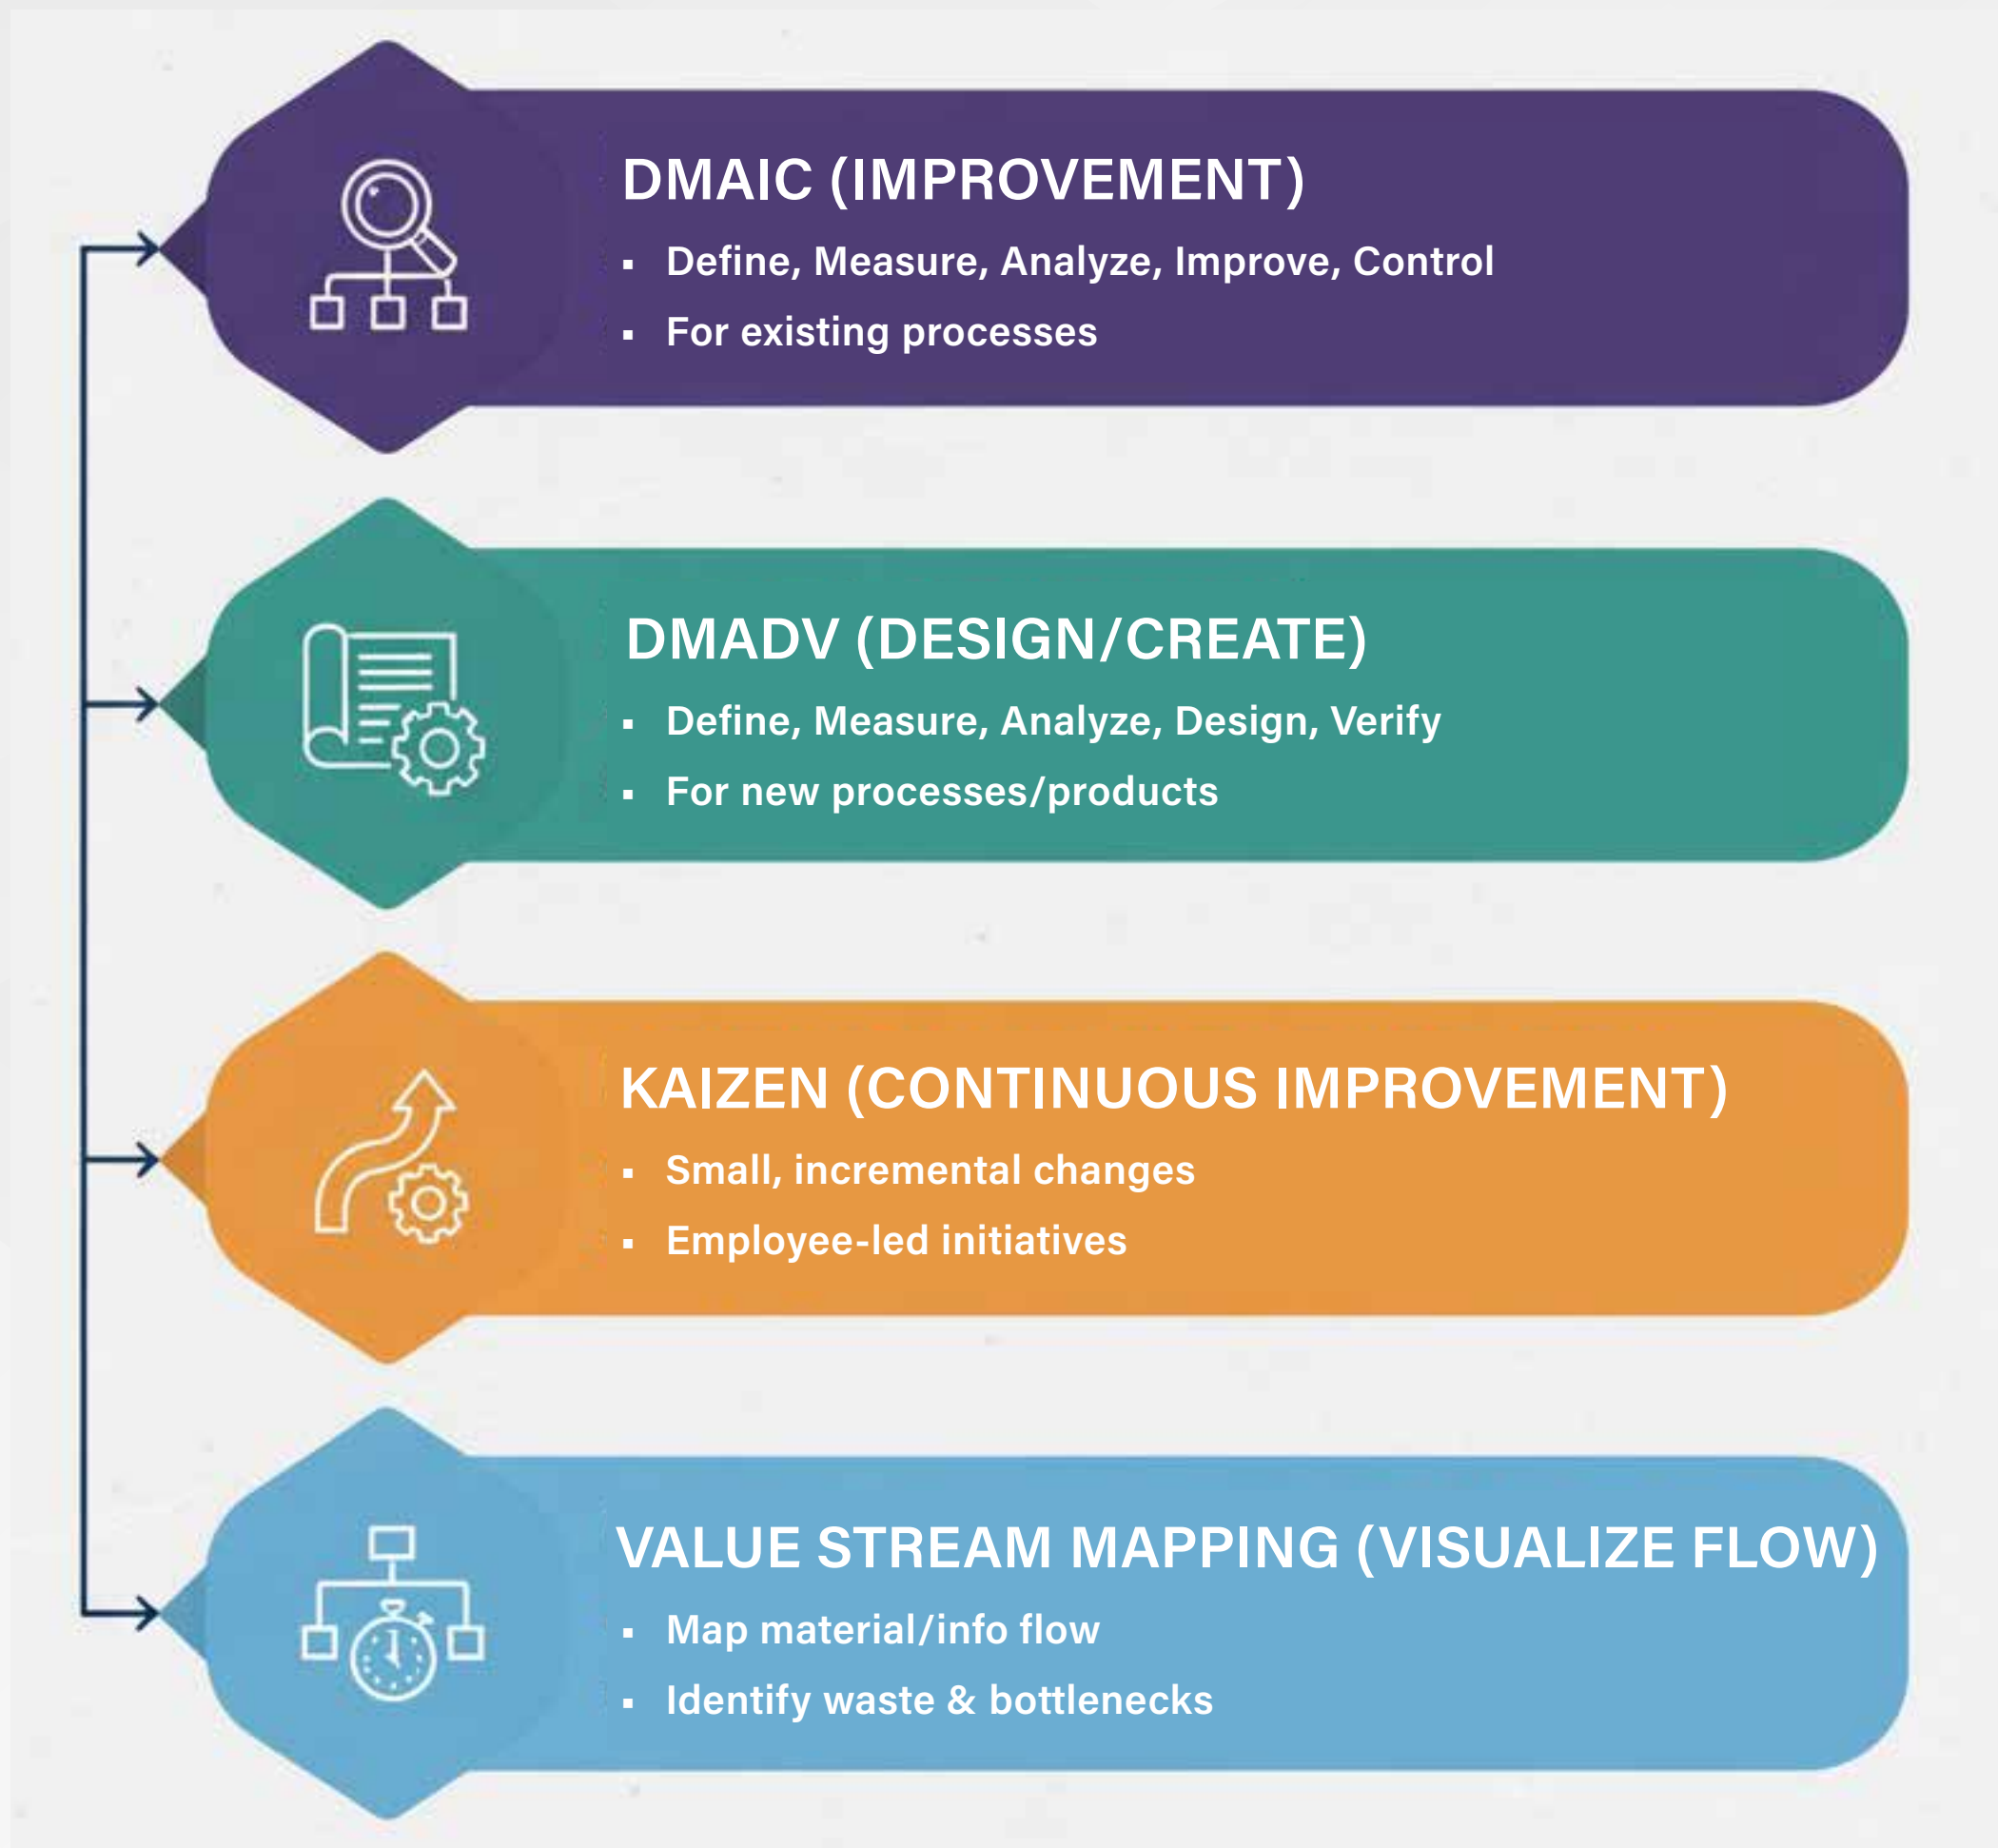 DMAIC (IMPROVEMENT)
▪ Define, Measure, Analyze, Improve, Control
▪ For existing processes
DMADV (DESIGN/CREATE)
▪ Define, Measure, Analyze, Design, Verify
▪ For new processes/products
KAIZEN (CONTINUOUS IMPROVEMENT)
▪ Small, incremental changes
▪ Employee-led initiatives
VALUE STREAM MAPPING (VISUALIZE FLOW)
▪ Map material/info flow
▪ Identify waste & bottlenecks